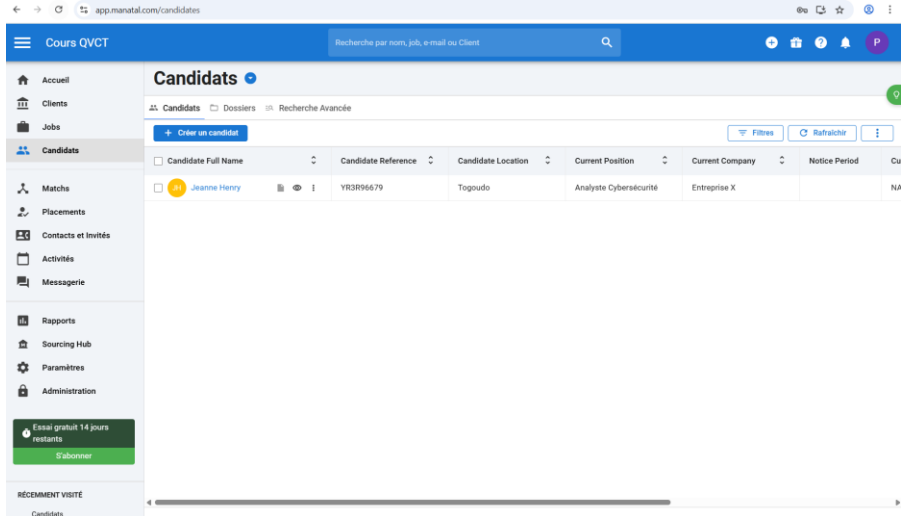 app.manatal.com/candidates
Cours QVCT
Recherche par nom, job, e-mail ou Client
P
Accueil
Clients
Jobs
Candidats
Matchs
Placements
Contacts et Invités
Activités
Messagerie
Rapports
Sourcing Hub
Paramètres
Administration
Essai gratuit 14 jours
restants
S'abonner
RÉCEMMENT VISITÉ
Candidats
Candidats
Candidats Dossiers Recherche Avancée
+ Créer un candidat Filtres Rafraîchir
Candidate Full Name Candidate Reference Candidate Location Current Position Current Company Notice Period Cu
JH Jeanne Henry YR3R96679 Togoudo Analyste Cybersécurité Entreprise X NA